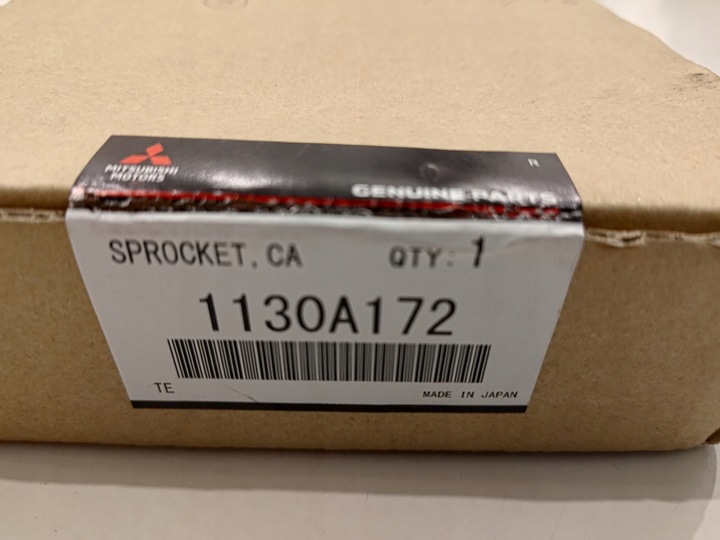 MITSUBISHI
MOTORS
R
GENUINE PARTS
SPROCKET, CA QTY: 1
1130A172
TE
MADE IN JAPAN